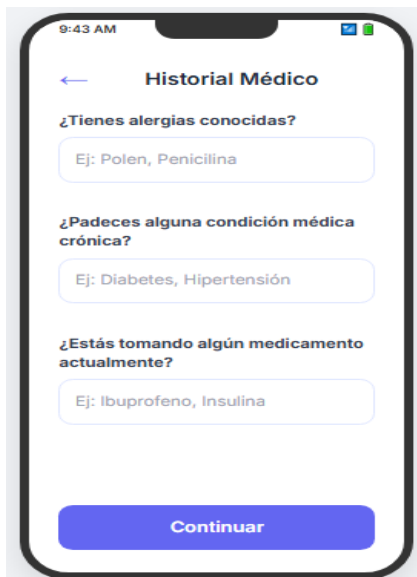 9:43 AM
Historial Médico
¿Tienes alergias conocidas?
Ej: Polen, Penicilina
¿Padeces alguna condición médica
crónica?
Ej: Diabetes, Hipertensión
¿Estás tomando algún medicamento
actualmente?
Ej: Ibuprofeno, Insulina
Continuar